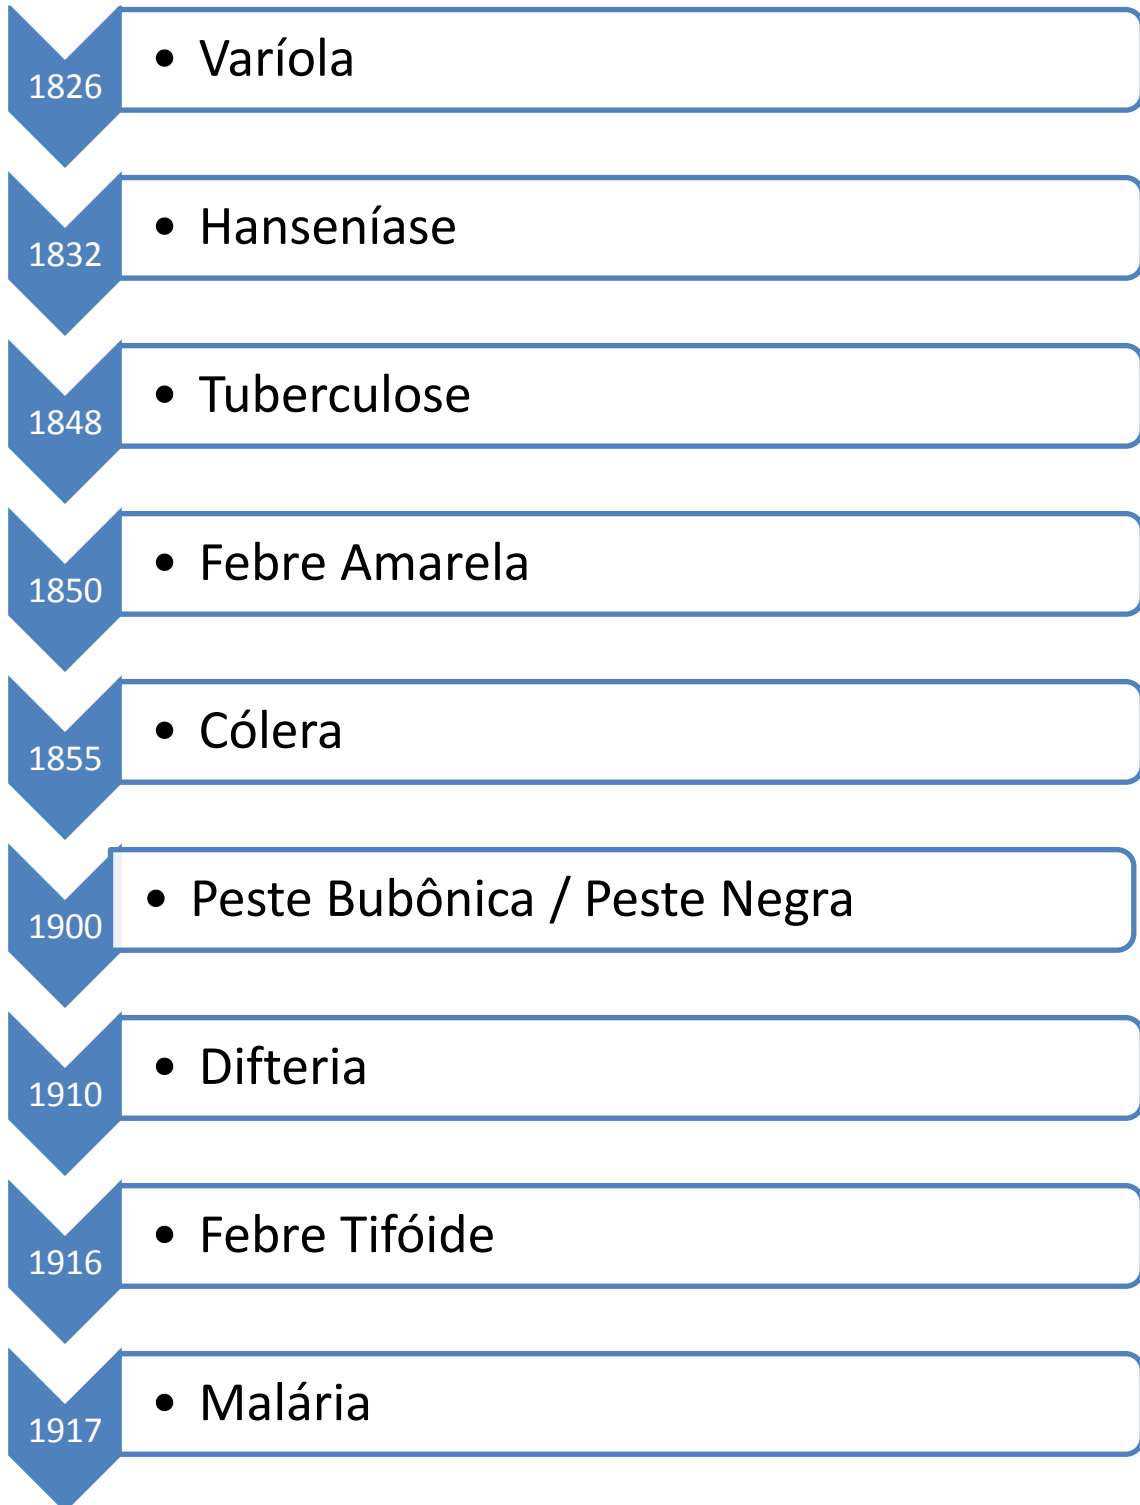 1826
• Varíola
1832
• Hanseníase
1848
• Tuberculose
1850
• Febre Amarela
1855
• Cólera
1900
• Peste Bubônica / Peste Negra
1910
• Difteria
1916
• Febre Tifóide
1917
• Malária